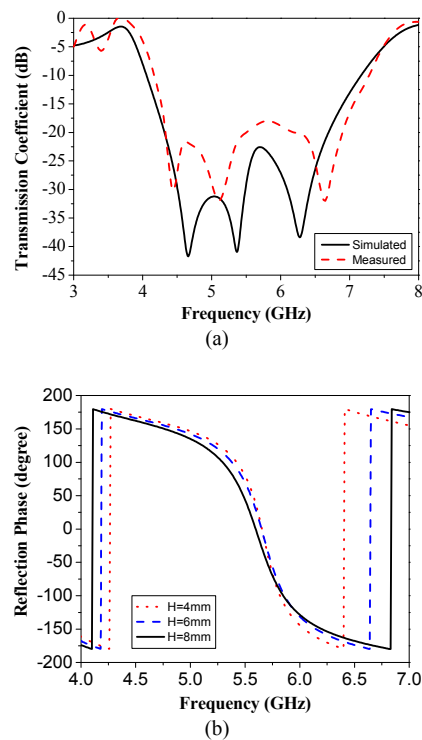 Transmission Coefficient (dB)
0
-5
-10
-15
-20
-25
-30
-35
-40
-45
Simulated
Measured
3 4 5 6 7 8
Frequency (GHz)
(a)
Reflection Phase (degree)
200
150
100
50
0
-50
-100
-150
-200
H=4mm
H=6mm
H=8mm
4.0 4.5 5.0 5.5 6.0 6.5 7.0
Frequency (GHz)
(b)